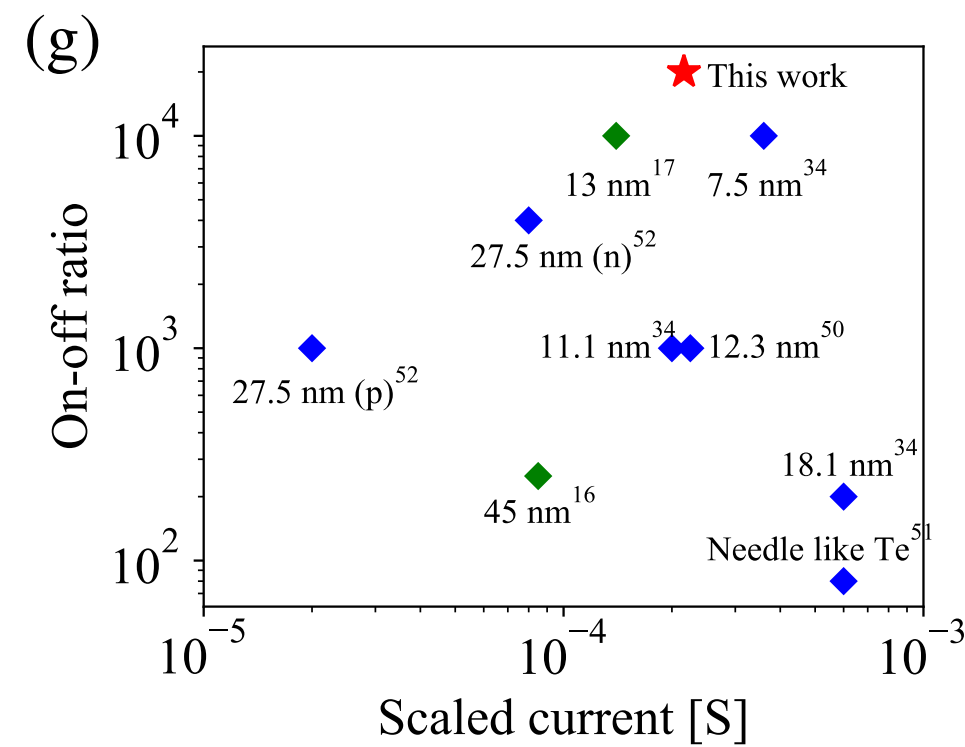 (g)
This work
10^4
13 nm^17
7.5 nm^34
27.5 nm (n)^52
On-off ratio
10^3
11.1 nm^34
12.3 nm^50
27.5 nm (p)^52
18.1 nm^34
45 nm^16
Needle like Te^51
10^2
10^−5
10^−4
10^−3
Scaled current [S]